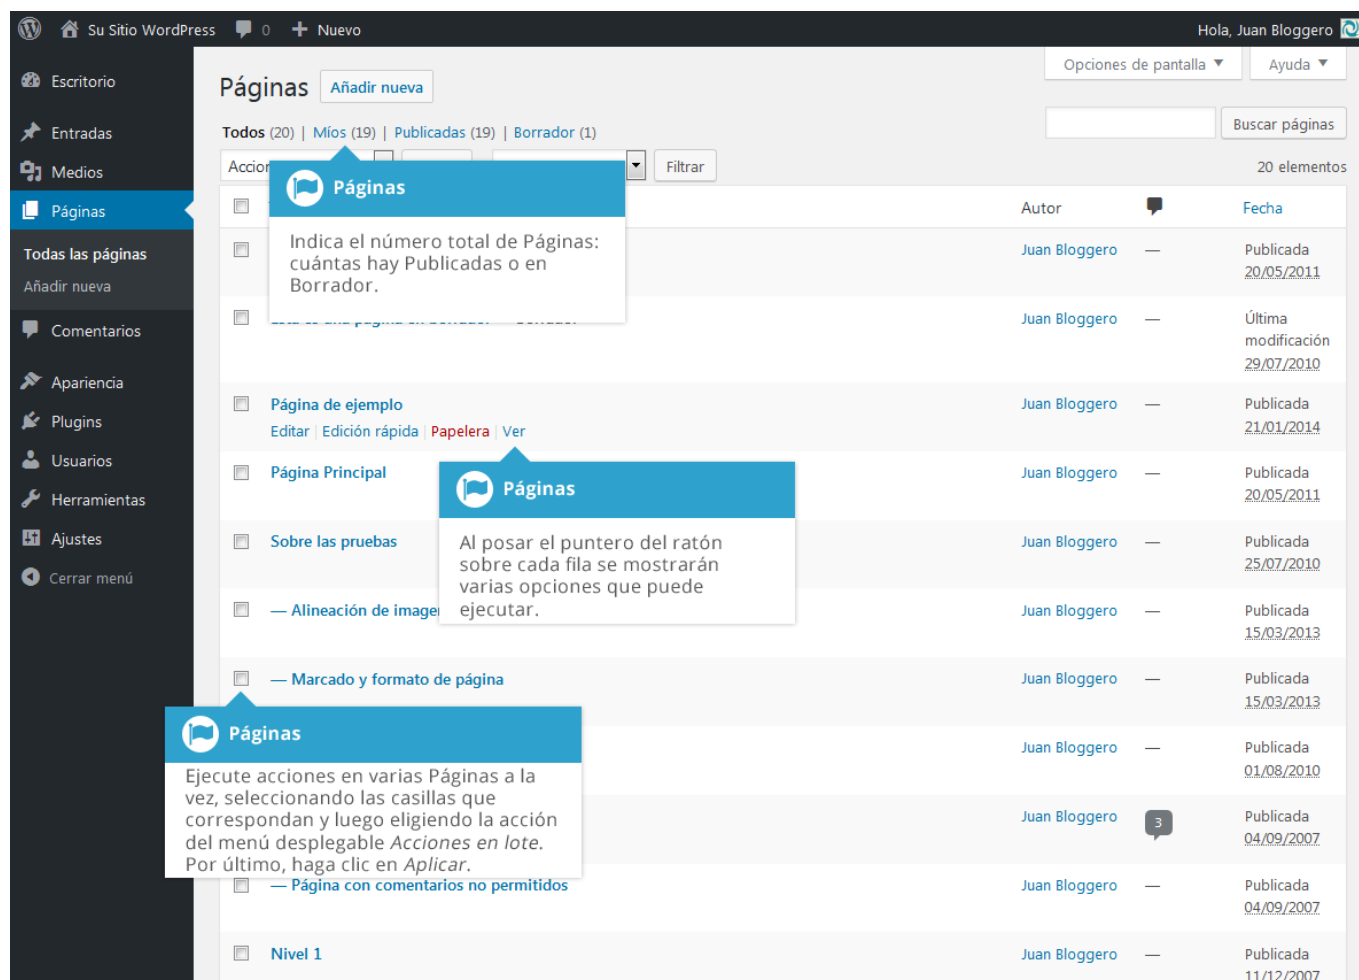 Su Sitio WordPress 0 Nuevo Hola, Juan Bloggero
Escritorio
Entradas
Medios
Páginas
Todas las páginas
Añadir nueva
Comentarios
Apariencia
Plugins
Usuarios
Herramientas
Ajustes
Cerrar menú
Opciones de pantalla Ayuda
Páginas Añadir nueva
Todos (20) | Míos (19) | Publicadas (19) | Borrador (1)
Buscar páginas
Filtrar
20 elementos
Páginas
Indica el número total de Páginas:
cuántas hay Publicadas o en
Borrador.
Autor Fecha
Juan Bloggero — Publicada
20/05/2011
Juan Bloggero — Última
modificación
29/07/2010
Página de ejemplo Juan Bloggero — Publicada
Editar | Edición rápida | Papelera | Ver 21/01/2014
Página Principal Juan Bloggero — Publicada
20/05/2011
Páginas
Al posar el puntero del ratón
sobre cada fila se mostrarán
varias opciones que puede
ejecutar.
Sobre las pruebas Juan Bloggero — Publicada
25/07/2010
— Alineación de Juan Bloggero — Publicada
15/03/2013
— Marcado y formato de página Juan Bloggero — Publicada
15/03/2013
Páginas
Ejecute acciones en varias Páginas a la
vez, seleccionando las casillas que
correspondan y luego eligiendo la acción
del menú desplegable Acciones en lote.
Por último, haga clic en Aplicar.
Juan Bloggero — Publicada
01/08/2010
Juan Bloggero 3 Publicada
04/09/2007
— Página con comentarios no permitidos Juan Bloggero — Publicada
04/09/2007
Nivel 1 Juan Bloggero — Publicada
11/12/2007